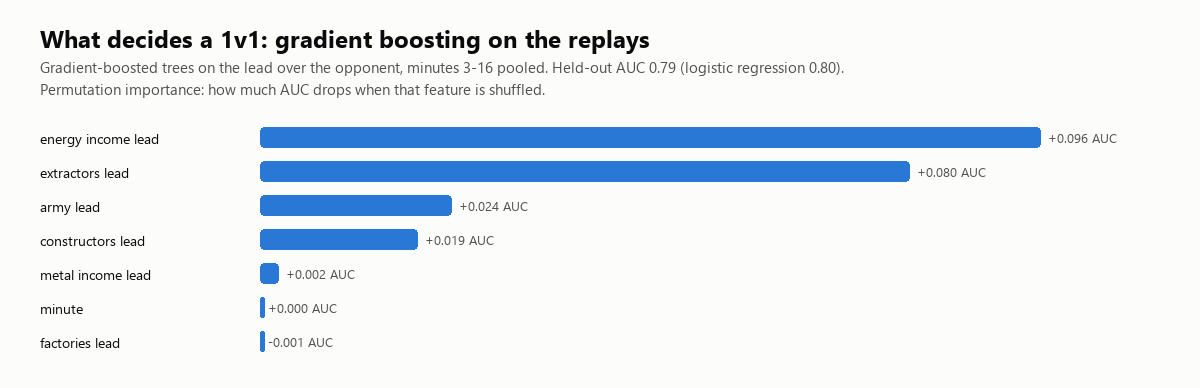 What decides a 1v1: gradient boosting on the replays
Gradient-boosted trees on the lead over the opponent, minutes 3-16 pooled. Held-out AUC 0.79 (logistic regression 0.80).
Permutation importance: how much AUC drops when that feature is shuffled.
energy income lead +0.096 AUC
extractors lead +0.080 AUC
army lead +0.024 AUC
constructors lead +0.019 AUC
metal income lead +0.002 AUC
minute +0.000 AUC
factories lead -0.001 AUC